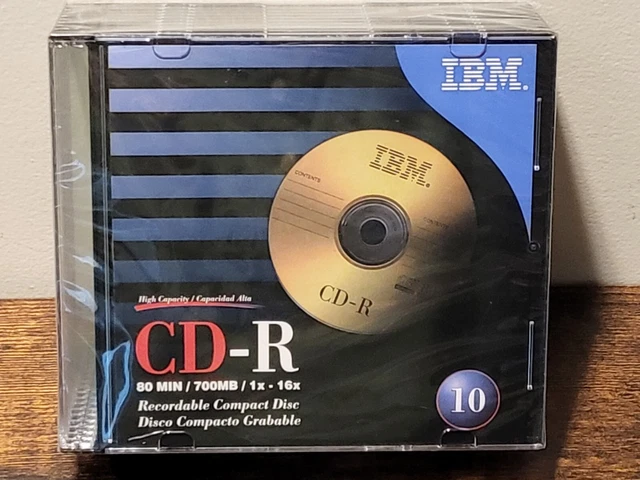 IBM.
IBM.
CONTENTS
CD-R
High Capacity / Capacidad Alta
CD-R
80 MIN / 700MB / 1x - 16x
Recordable Compact Disc
Disco Compacto Grabable
10